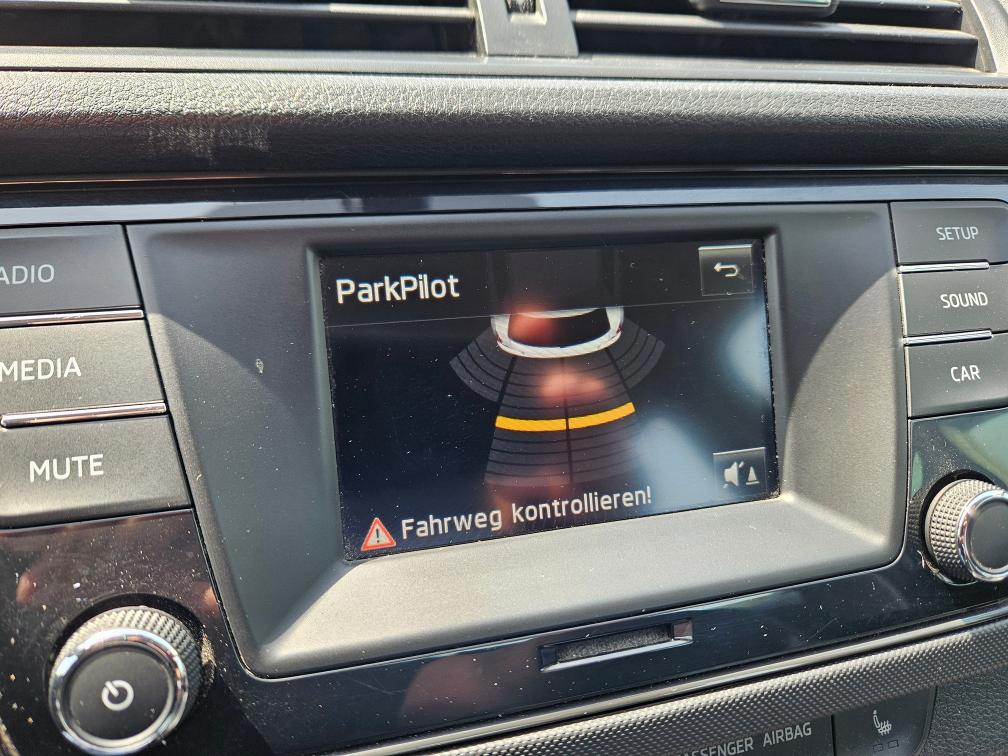 ADIO
MEDIA
MUTE
ParkPilot
Fahrweg kontrollieren!
SETUP
SOUND
CAR
ASSENGER AIRBAG